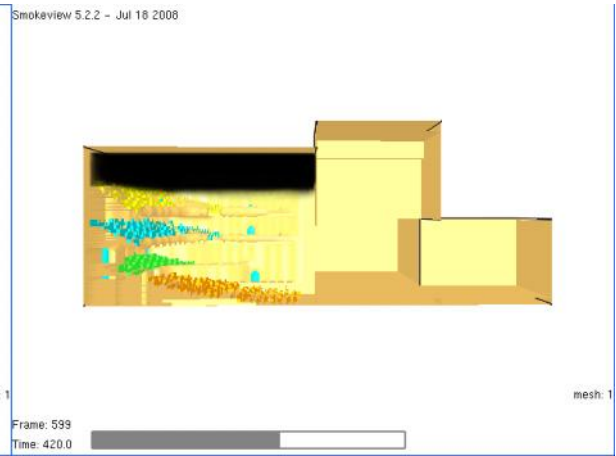 Smokeview 5.2.2 - Jul 18 2008
: 1
mesh: 1
Frame: 599
Time: 420.0